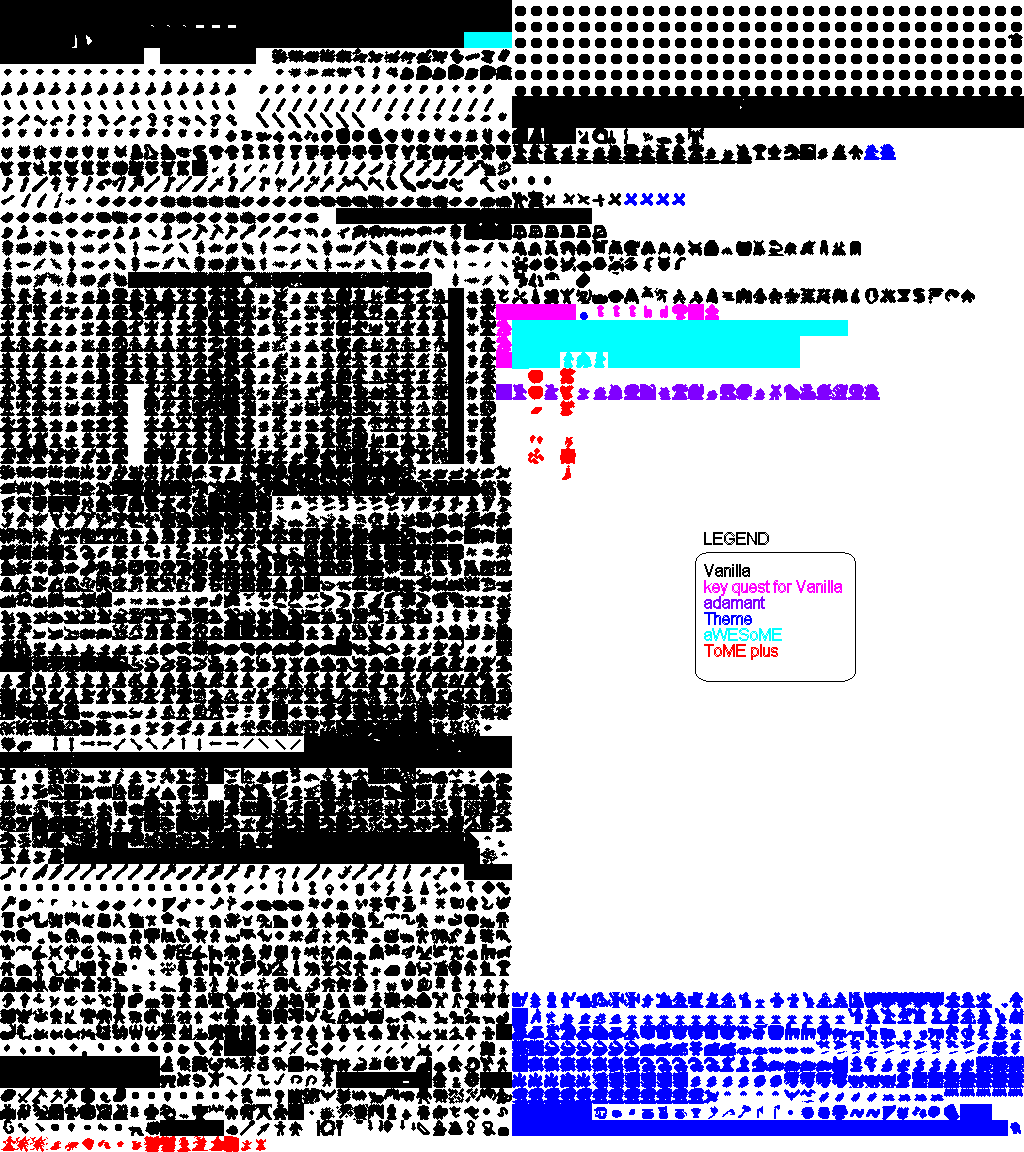 LEGEND
Vanilla
key quest for Vanilla
adamant
Theme
aWESoME
ToME plus